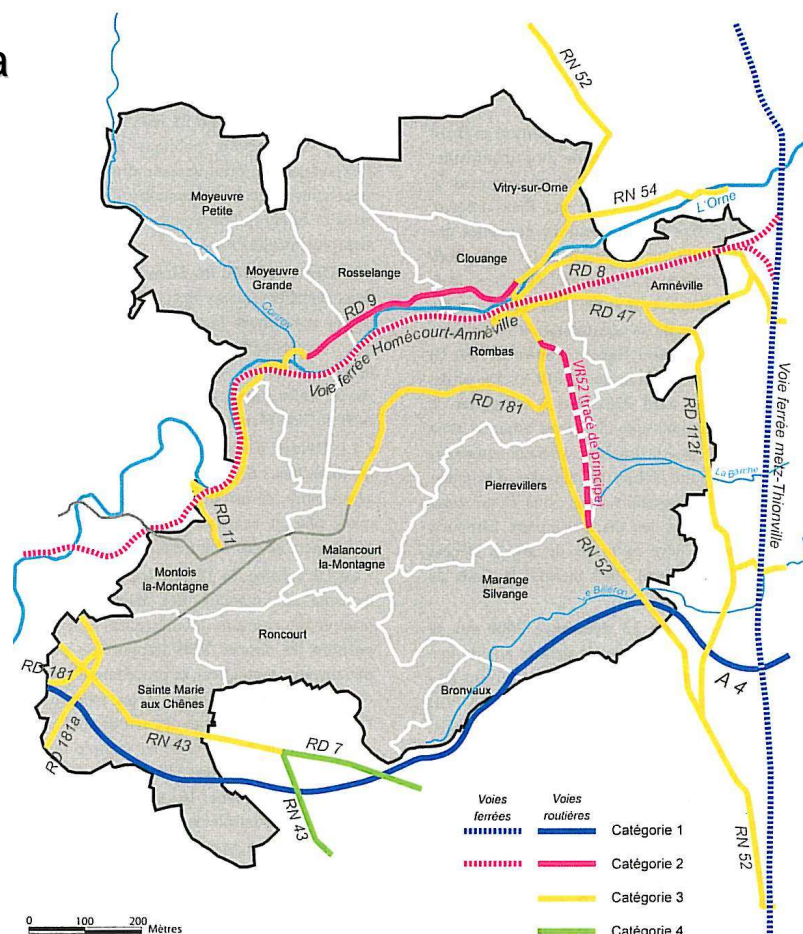 a
RN 52
Moyeuvre
Petite
Vitry-sur-Orne
RN 54
L'Orne
Moyeuvre
Grande
Rosselange
Clouange
RD 8
Amnéville
Conroy
RD 9
RD 47
Voie ferrée Homécourt-Amnéville
Rombas
VR52 (tracé de principal
RD 181
RD 112f
Voie ferrée metz-Thionville
La Barche
Pierrevillers
RD 11
Malancourt
la-Montagne
RN 52
Montois
la-Montagne
Marange
Silvange
Le Billeron
Roncourt
Bronvaux
A 4
RD 181
Sainte Marie
aux Chênes
RD 181a
RN 43
RD 7
RN 43
RN 52
Voies
ferrées
Voies
routières
Catégorie 1
Catégorie 2
Catégorie 3
Catégorie 4
0 100 200
Mètres